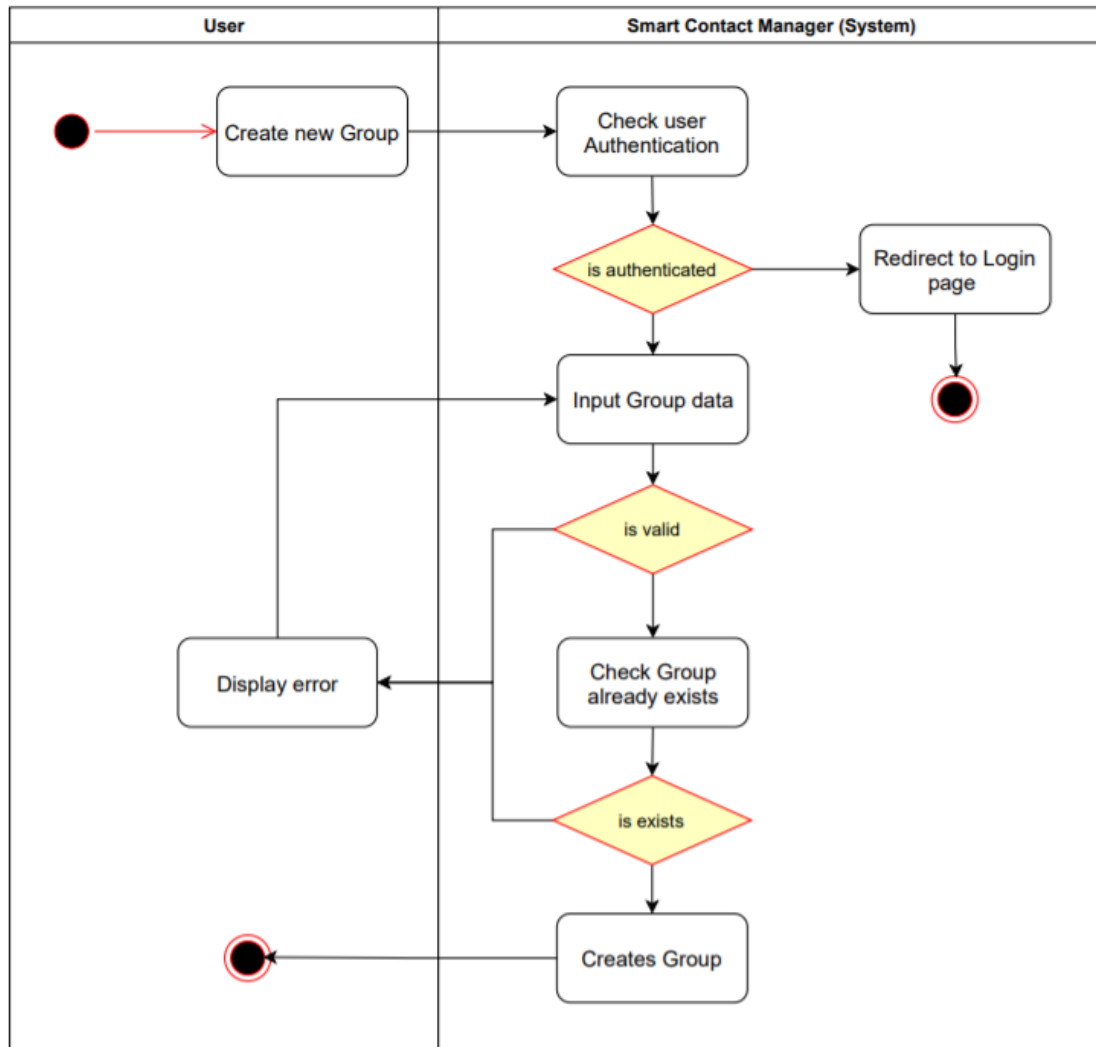 User
Smart Contact Manager (System)
Create new Group
Check user
Authentication
is authenticated
Redirect to Login
page
Input Group data
is valid
Display error
Check Group
already exists
is exists
Creates Group